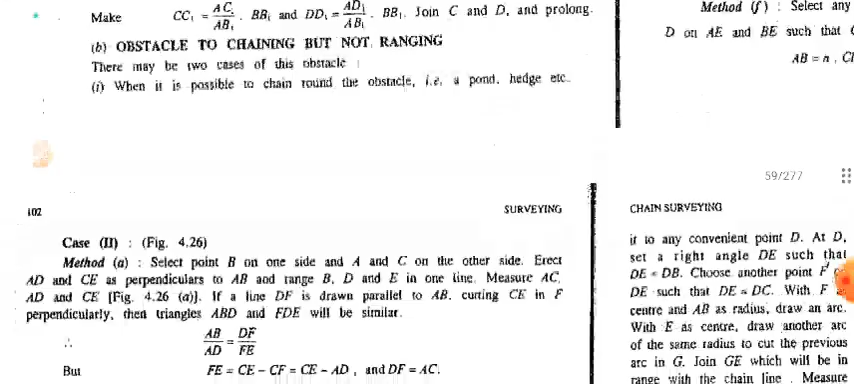 Make CC₁ = AC₁/AB₁ . BB₁ and DD₁ = AD₁/AB₁ . BB₁. Join C and D, and prolong.
(b) OBSTACLE TO CHAINING BUT NOT RANGING
There may be two cases of this obstacle :
(i) When it is possible to chain round the obstacle, i.e. a pond, hedge etc.
Method (f) : Select any
D on AE and BE such that
AB = n . C
59/277
102 SURVEYING
Case (II) : (Fig. 4.26)
Method (a) : Select point B on one side and A and C on the other side. Erect
AD and CE as perpendiculars to AB and range B, D and E in one line. Measure AC,
AD and CE [Fig. 4.26 (a)]. If a line DF is drawn parallel to AB, cutting CE in F
perpendicularly, then triangles ABD and FDE will be similar.
∴ AB/AD = DF/FE
But FE = CE − CF = CE − AD , and DF = AC.
CHAIN SURVEYING
it to any convenient point D. At D,
set a right angle DE such that
DE = DB. Choose another point F
DE such that DE = DC. With F
centre and AB as radius, draw an arc.
With E as centre, draw another arc
of the same radius to cut the previous
arc in G. Join GE which will be in
range with the chain line . Measure